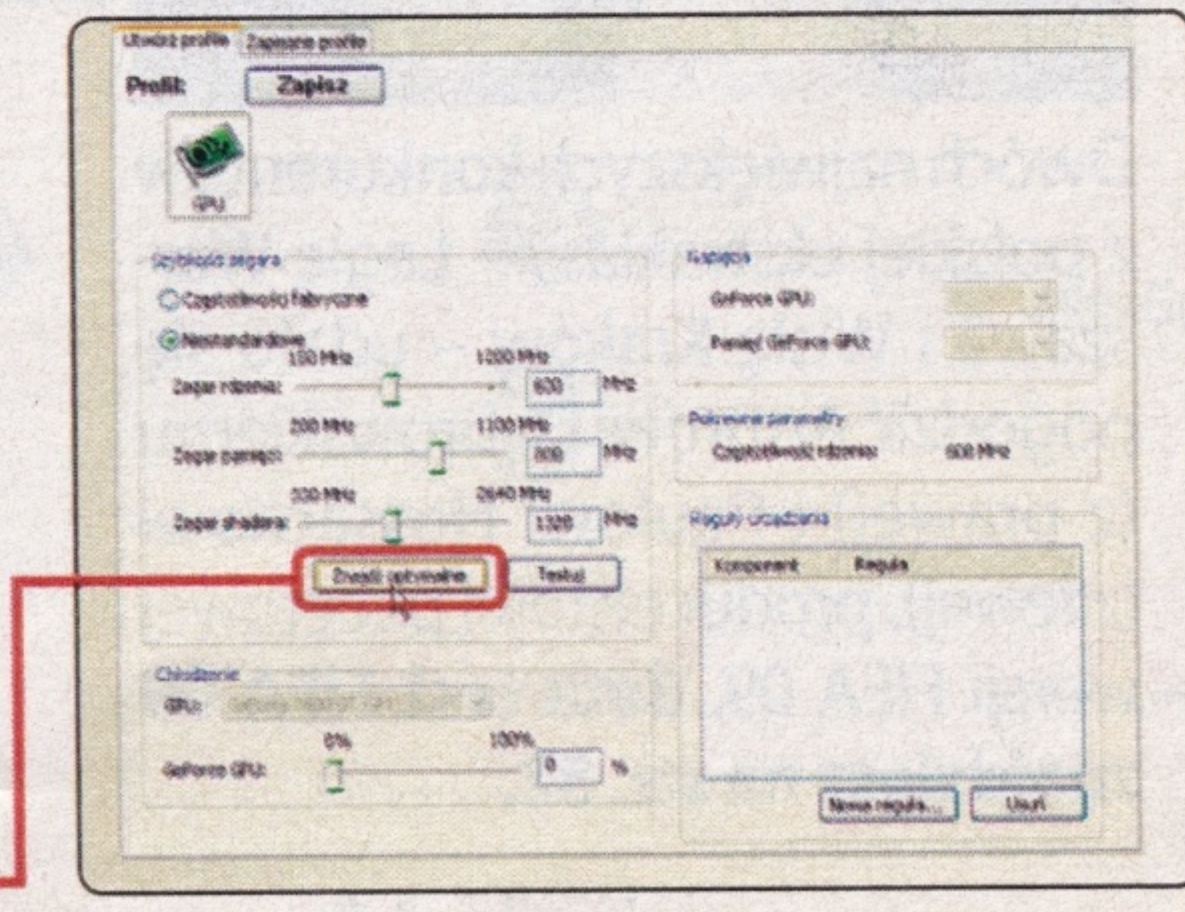 Utwórz profile Zapisane profile
Profil: Zapisz
GPU
Szybkości zegara
Częstotliwości fabryczne
Niestandardowe
150 MHz 1200 MHz
Zegar rdzenia: 600 MHz
200 MHz 1100 MHz
Zegar pamięci: 800 MHz
330 MHz 2640 MHz
Zegar shadera: 1320 MHz
Znajdź optymalne Testuj
Chłodzenie
GPU:
0% 100%
GeForce GPU: 0 %
Napięcia
GeForce GPU:
Pamięć GeForce GPU:
Pokrewne parametry
Częstotliwość rdzenia: 600 MHz
Reguły urządzenia
Komponent Reguła
Nowa reguła... Usuń